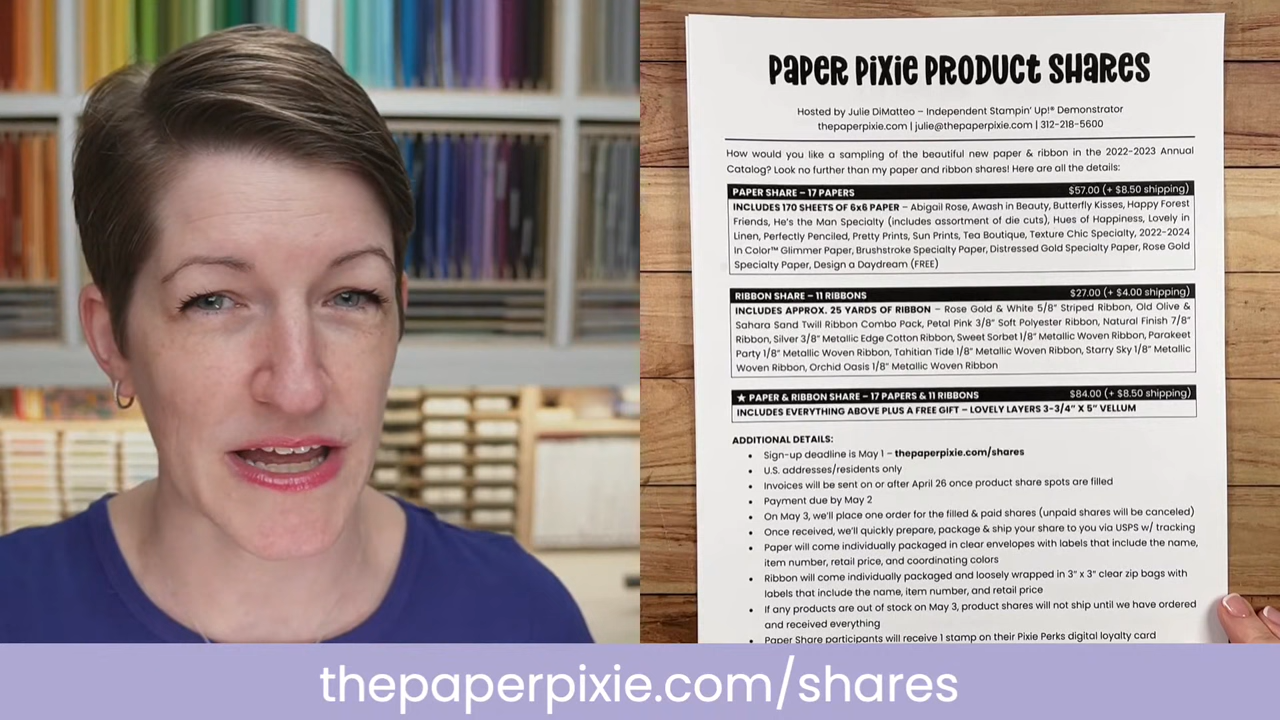 PAPER PIXIE PRODUCT SHARES
Hosted by Julie DiMatteo – Independent Stampin' Up!® Demonstrator
thepaperpixie.com | julie@thepaperpixie.com | 312-218-5600
How would you like a sampling of the beautiful new paper & ribbon in the 2022-2023 Annual
Catalog? Look no further than my paper and ribbon shares! Here are all the details:
PAPER SHARE – 17 PAPERS $57.00 (+ $8.50 shipping)
INCLUDES 170 SHEETS OF 6x6 PAPER – Abigail Rose, Awash in Beauty, Butterfly Kisses, Happy Forest
Friends, He's the Man Specialty (includes assortment of die cuts), Hues of Happiness, Lovely in
Linen, Perfectly Penciled, Pretty Prints, Sun Prints, Tea Boutique, Texture Chic Specialty, 2022-2024
In Color™ Glimmer Paper, Brushstroke Specialty Paper, Distressed Gold Specialty Paper, Rose Gold
Specialty Paper, Design a Daydream (FREE)
RIBBON SHARE – 11 RIBBONS $27.00 (+ $4.00 shipping)
INCLUDES APPROX. 25 YARDS OF RIBBON – Rose Gold & White 5/8" Striped Ribbon, Old Olive &
Sahara Sand Twill Ribbon Combo Pack, Petal Pink 3/8" Soft Polyester Ribbon, Natural Finish 7/8"
Ribbon, Silver 3/8" Metallic Edge Cotton Ribbon, Sweet Sorbet 1/8" Metallic Woven Ribbon, Parakeet
Party 1/8" Metallic Woven Ribbon, Tahitian Tide 1/8" Metallic Woven Ribbon, Starry Sky 1/8" Metallic
Woven Ribbon, Orchid Oasis 1/8" Metallic Woven Ribbon
★ PAPER & RIBBON SHARE – 17 PAPERS & 11 RIBBONS $84.00 (+ $8.50 shipping)
INCLUDES EVERYTHING ABOVE PLUS A FREE GIFT – LOVELY LAYERS 3-3/4" X 5" VELLUM
ADDITIONAL DETAILS:
• Sign-up deadline is May 1 – thepaperpixie.com/shares
• U.S. addresses/residents only
• Invoices will be sent on or after April 26 once product share spots are filled
• Payment due by May 2
• On May 3, we'll place one order for the filled & paid shares (unpaid shares will be canceled)
• Once received, we'll quickly prepare, package & ship your share to you via USPS w/ tracking
• Paper will come individually packaged in clear envelopes with labels that include the name,
item number, retail price, and coordinating colors
• Ribbon will come individually packaged and loosely wrapped in 3" x 3" clear zip bags with
labels that include the name, item number, and retail price
• If any products are out of stock on May 3, product shares will not ship until we have ordered
and received everything
• Paper Share participants will receive 1 stamp on their Pixie Perks digital loyalty card
thepaperpixie.com/shares